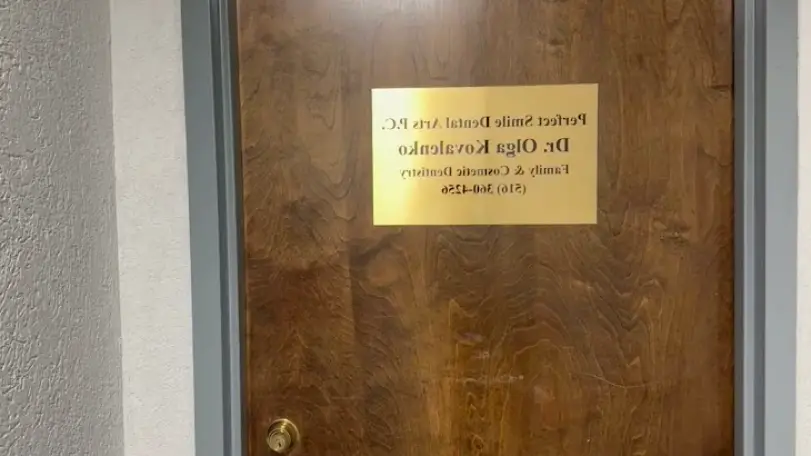 Perfect Smile Dental Arts P.C.
Dr. Olga Kovalenko
Family & Cosmetic Dentistry
(516) 360-4256